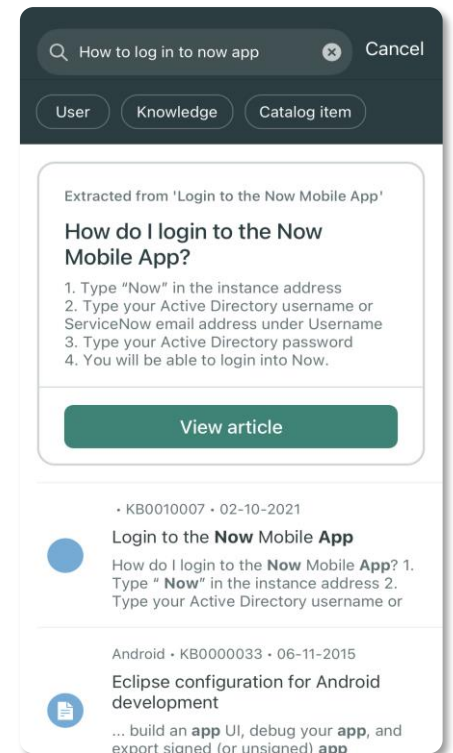 How to log in to now app
Cancel
User
Knowledge
Catalog item
Extracted from 'Login to the Now Mobile App'
How do I login to the Now
Mobile App?
1. Type “Now” in the instance address
2. Type your Active Directory username or
ServiceNow email address under Username
3. Type your Active Directory password
4. You will be able to login into Now.
View article
• KB0010007 • 02-10-2021
Login to the Now Mobile App
How do I login to the Now Mobile App? 1.
Type “ Now” in the instance address 2.
Type your Active Directory username or
Android • KB0000033 • 06-11-2015
Eclipse configuration for Android
development
... build an app UI, debug your app, and
export signed (or unsigned) app